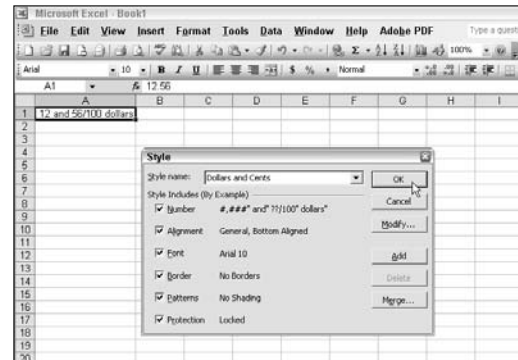 Microsoft Excel - Book1
File Edit View Insert Format Tools Data Window Help Adobe PDF Type a quest
100%
Arial 10 B I U $ % , Normal
A1 fx 12.56
A B C D E F G H I
1 12 and 56/100 dollars
2
3
4
5
6
7
8
9
10
11
12
13
14
15
16
17
18
19
20
Style
Style name: Dollars and Cents OK
Style Includes (By Example) Cancel
Number #,###" and" ??/100" dollars"
Modify...
Alignment General, Bottom Aligned
Font Arial 10 Add
Border No Borders Delete
Patterns No Shading Merge...
Protection Locked